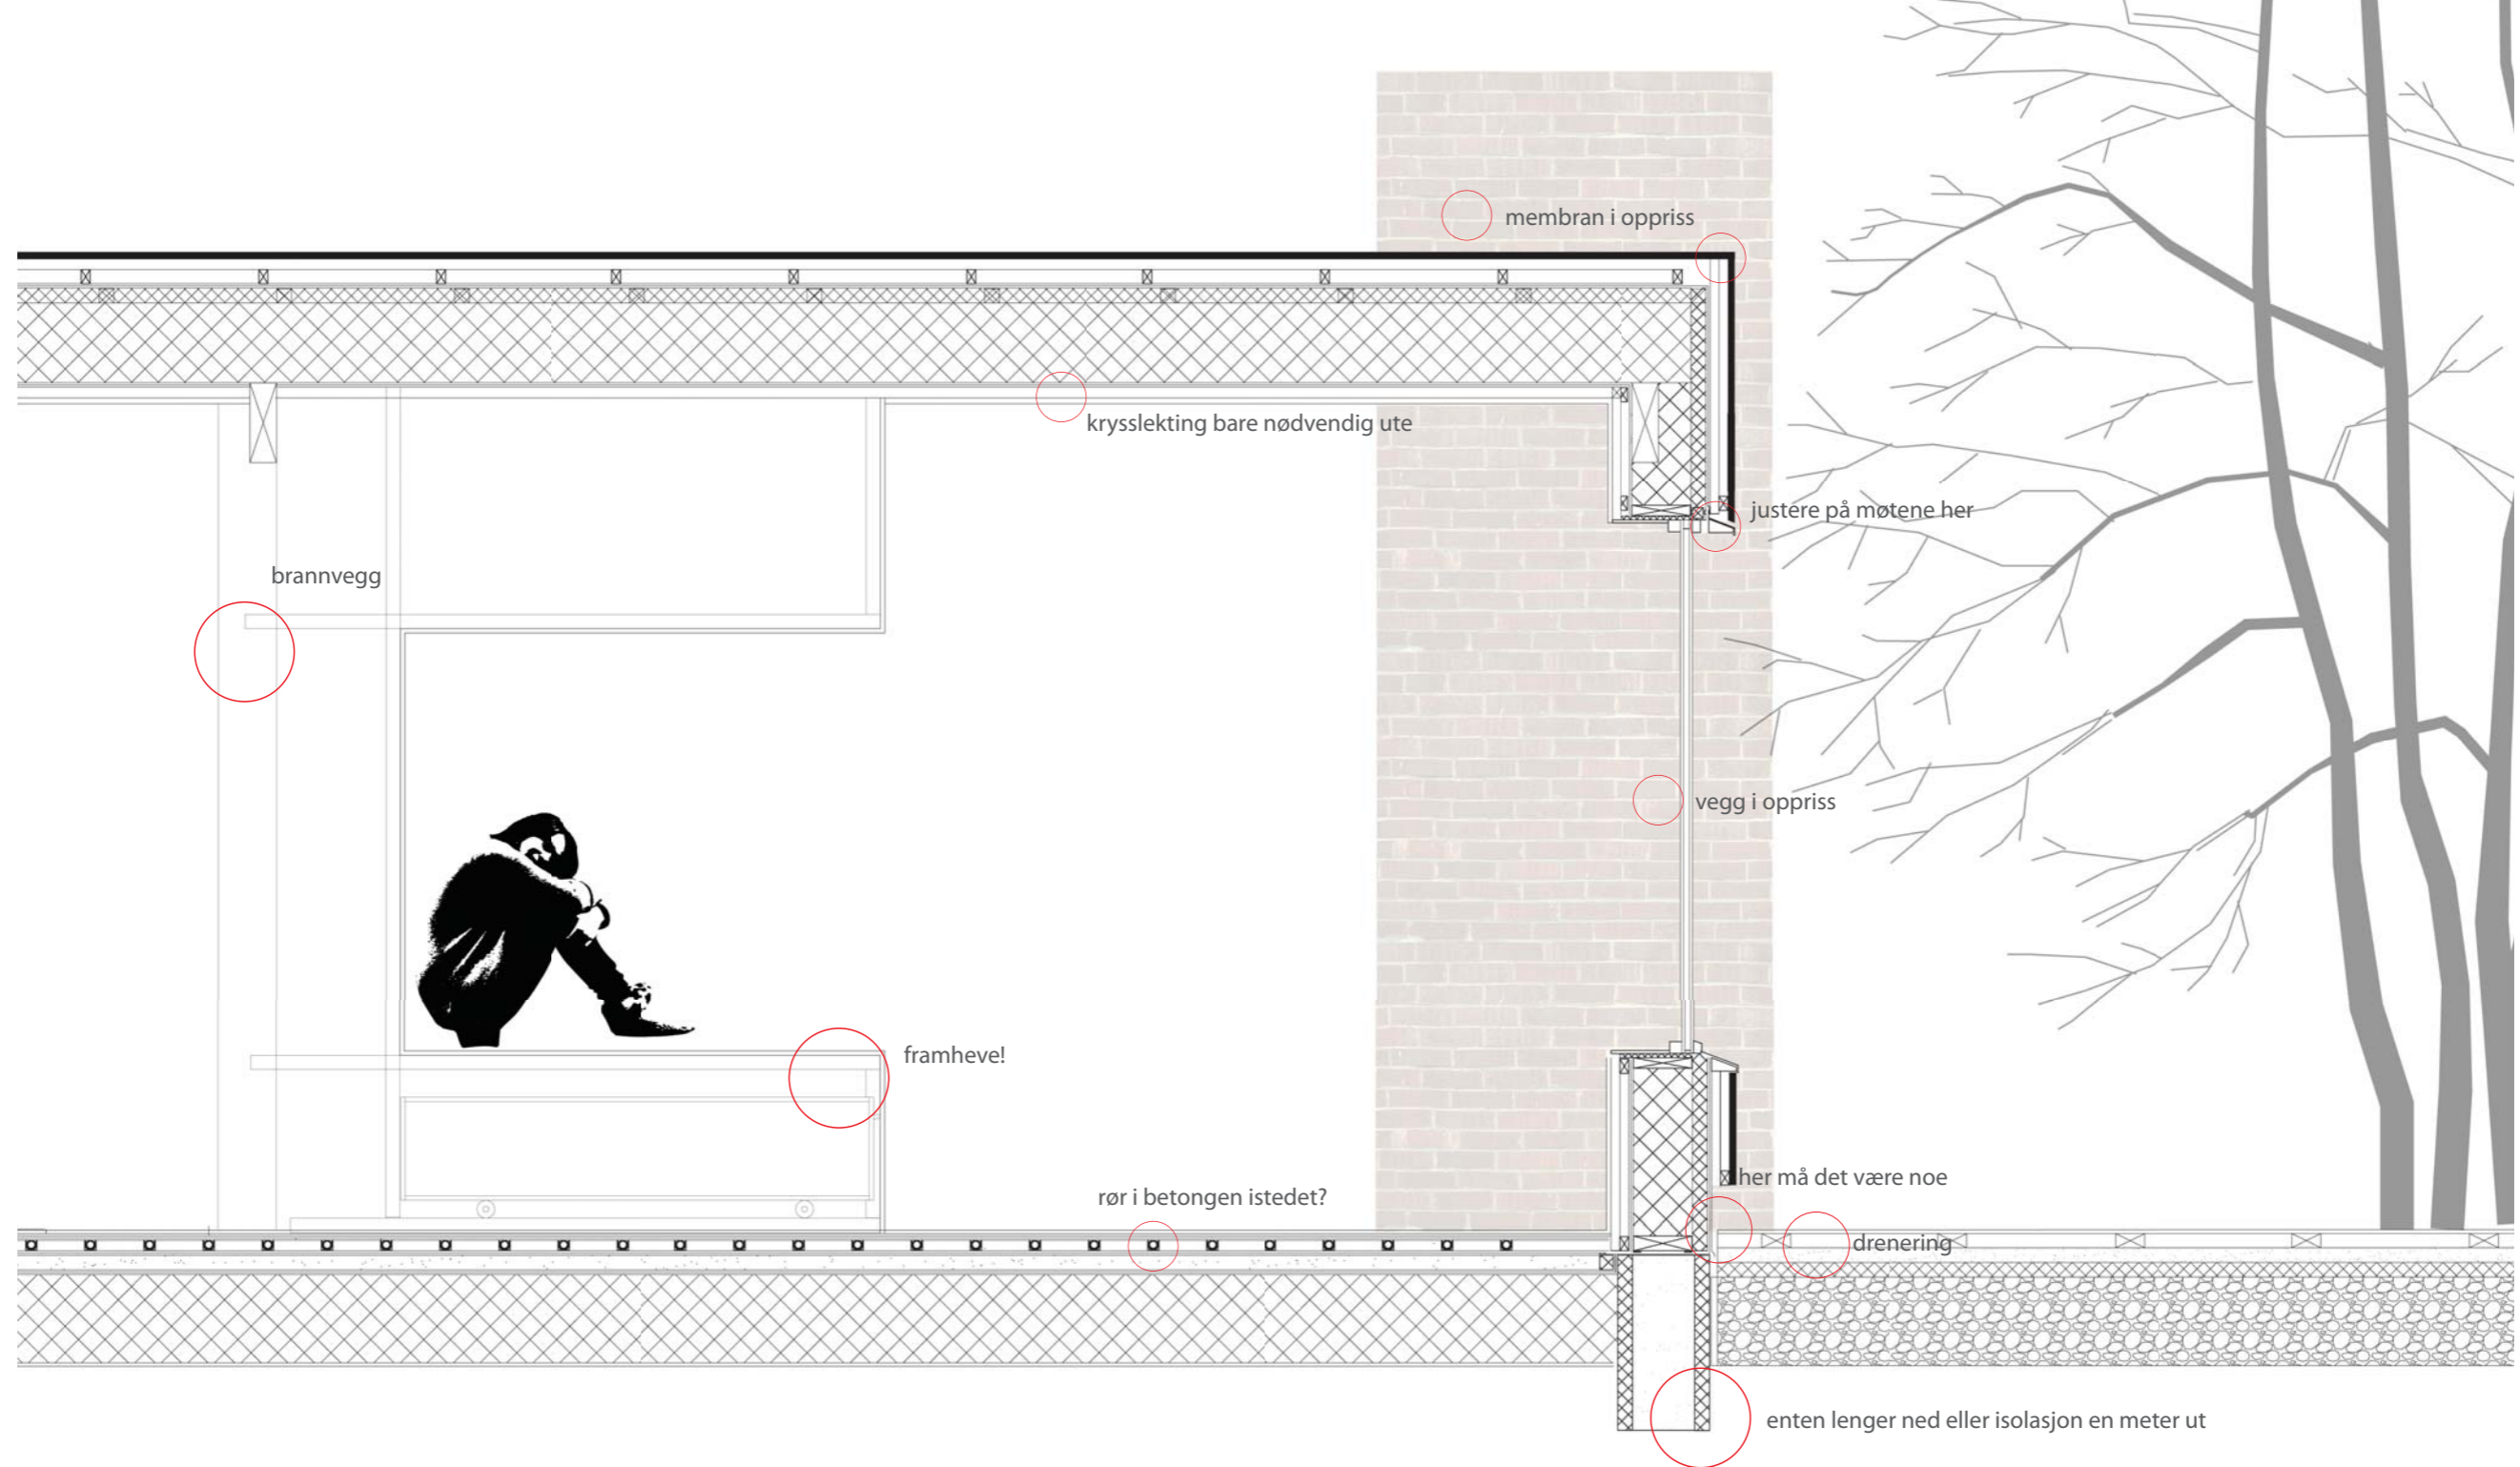 membran i oppriss
krysslekting bare nødvendig ute
justere på møtene her
brannvegg
vegg i oppriss
framheve!
her må det være noe
rør i betongen istedet?
drenering
enten lenger ned eller isolasjon en meter ut